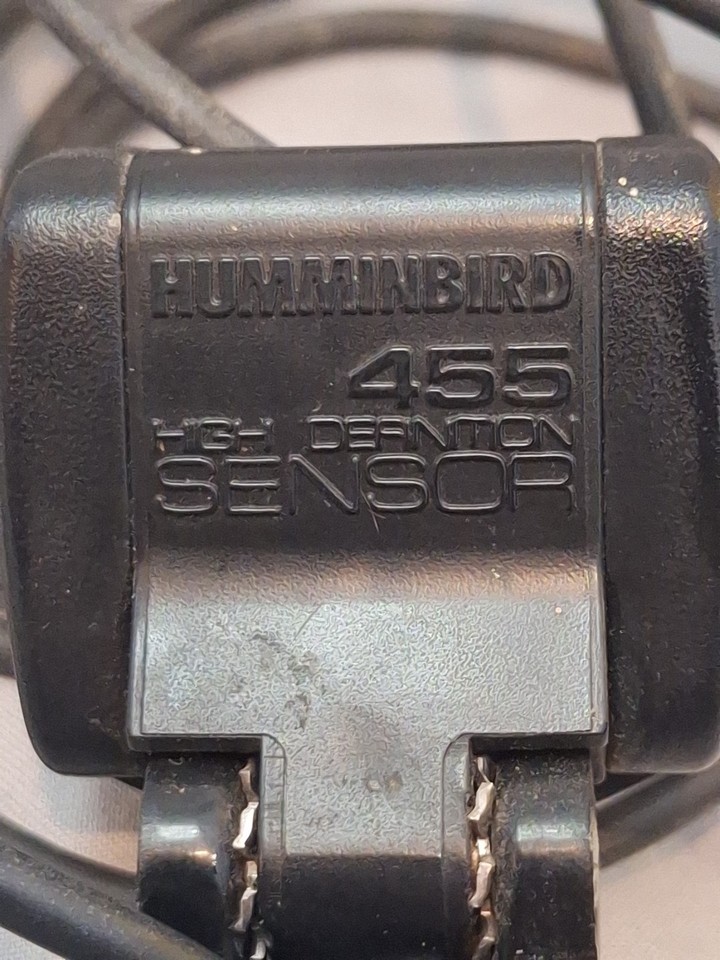 HUMMINBIRD
455
HIGH DEFINITION
SENSOR